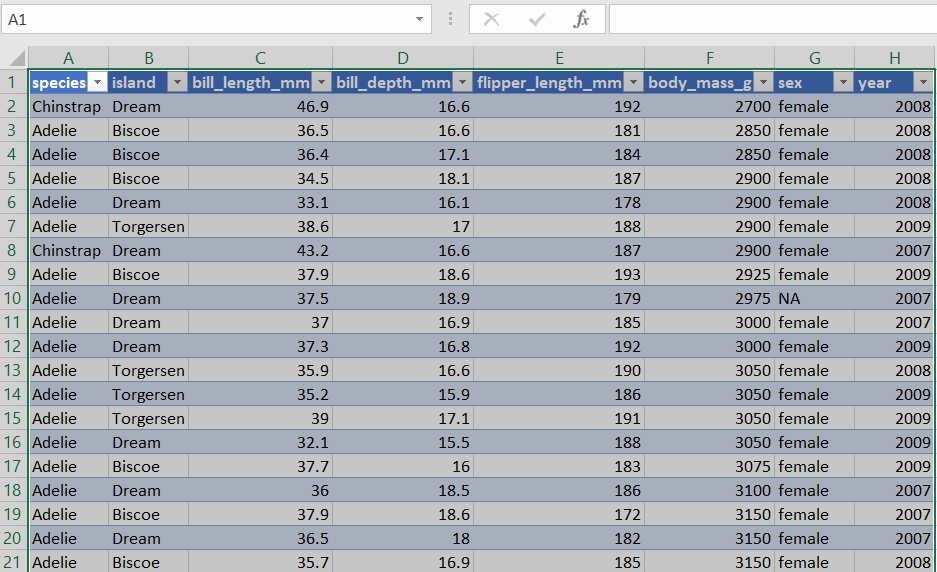 A1 fx
A B C D E F G H
1 species island bill_length_mm bill_depth_mm flipper_length_mm body_mass_g sex year
2 Chinstrap Dream 46.9 16.6 192 2700 female 2008
3 Adelie Biscoe 36.5 16.6 181 2850 female 2008
4 Adelie Biscoe 36.4 17.1 184 2850 female 2008
5 Adelie Biscoe 34.5 18.1 187 2900 female 2008
6 Adelie Dream 33.1 16.1 178 2900 female 2008
7 Adelie Torgersen 38.6 17 188 2900 female 2009
8 Chinstrap Dream 43.2 16.6 187 2900 female 2007
9 Adelie Biscoe 37.9 18.6 193 2925 female 2009
10 Adelie Dream 37.5 18.9 179 2975 NA 2007
11 Adelie Dream 37 16.9 185 3000 female 2007
12 Adelie Dream 37.3 16.8 192 3000 female 2009
13 Adelie Torgersen 35.9 16.6 190 3050 female 2008
14 Adelie Torgersen 35.2 15.9 186 3050 female 2009
15 Adelie Torgersen 39 17.1 191 3050 female 2009
16 Adelie Dream 32.1 15.5 188 3050 female 2009
17 Adelie Biscoe 37.7 16 183 3075 female 2009
18 Adelie Dream 36 18.5 186 3100 female 2007
19 Adelie Biscoe 37.9 18.6 172 3150 female 2007
20 Adelie Dream 36.5 18 182 3150 female 2007
21 Adelie Biscoe 35.7 16.9 185 3150 female 2008